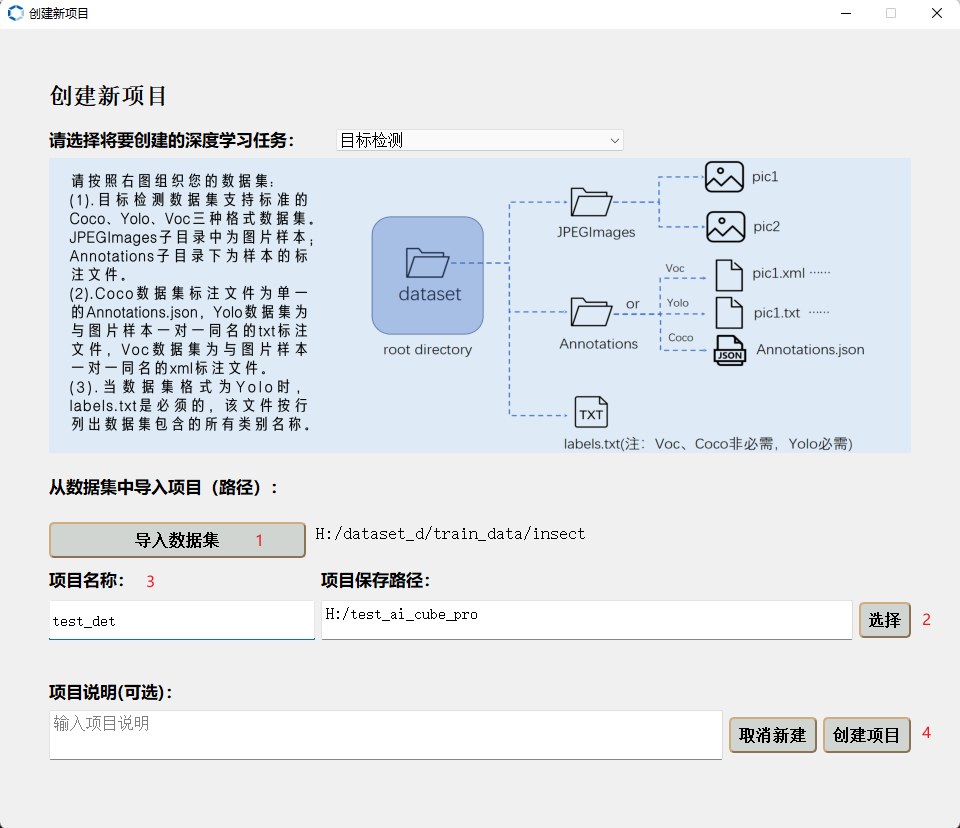 创建新项目
创建新项目
请选择将要创建的深度学习任务：
目标检测
请按照右图组织您的数据集:
(1).目标检测数据集支持标准的
Coco、Yolo、Voc三种格式数据集。
JPEGImages子目录中为图片样本；
Annotations子目录下为样本的标
注文件。
(2).Coco数据集标注文件为单一
的Annotations.json，Yolo数据集为
与图片样本一对一同名的txt标注
文件，Voc数据集为与图片样本
一对一同名的xml标注文件。
(3).当数据集格式为Yolo时，
labels.txt是必须的，该文件按行
列出数据集包含的所有类别名称。
dataset
root directory
JPEGImages
pic1
pic2
Annotations
or
Voc
pic1.xml ······
Yolo
pic1.txt ······
Coco
JSON
Annotations.json
TXT
labels.txt(注：Voc、Coco非必需，Yolo必需)
从数据集中导入项目（路径）：
导入数据集 1
H:/dataset_d/train_data/insect
项目名称： 3
项目保存路径：
test_det
H:/test_ai_cube_pro
选择 2
项目说明(可选)：
输入项目说明
取消新建
创建项目 4